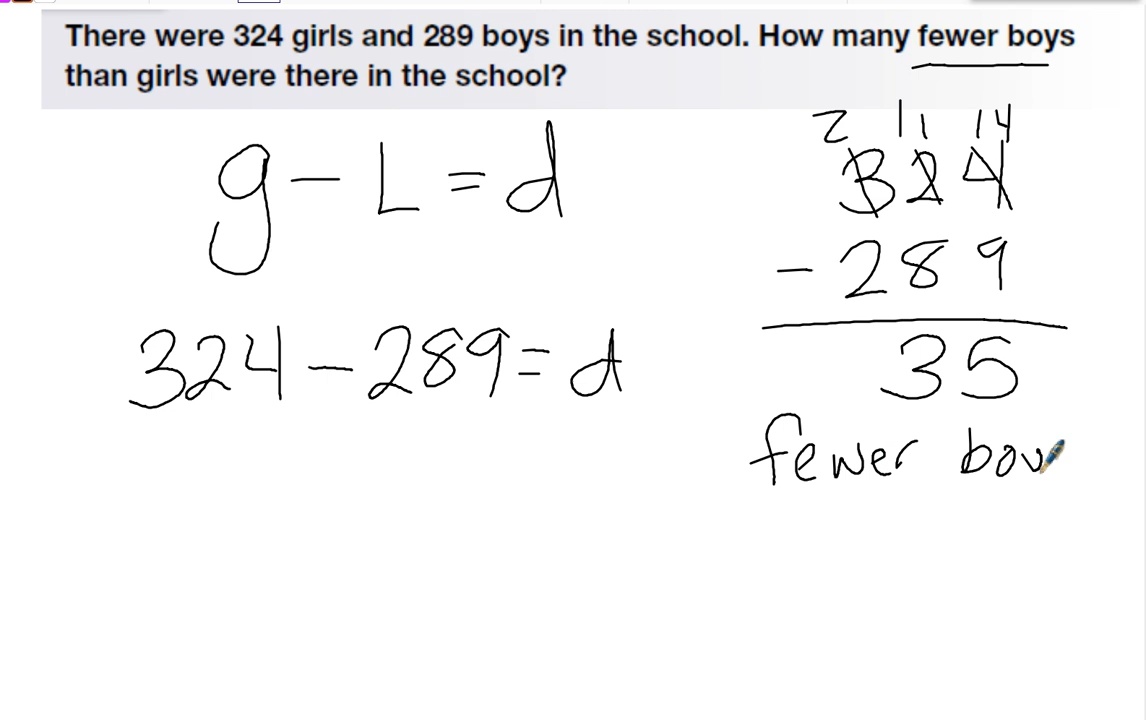 There were 324 girls and 289 boys in the school. How many fewer boys
than girls were there in the school?
g - L = d
324 - 289 = d
2 11 14
324
- 289
35
fewer boy